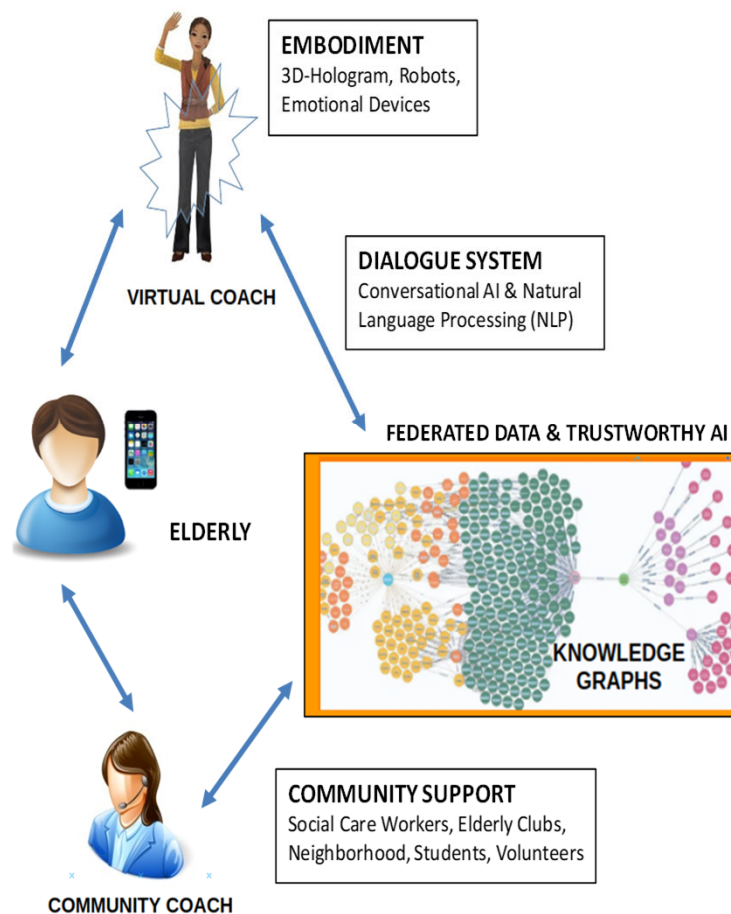 EMBODIMENT
3D-Hologram, Robots,
Emotional Devices
VIRTUAL COACH
DIALOGUE SYSTEM
Conversational AI & Natural
Language Processing (NLP)
FEDERATED DATA & TRUSTWORTHY AI
ELDERLY
KNOWLEDGE
GRAPHS
COMMUNITY SUPPORT
Social Care Workers, Elderly Clubs,
Neighborhood, Students, Volunteers
COMMUNITY COACH